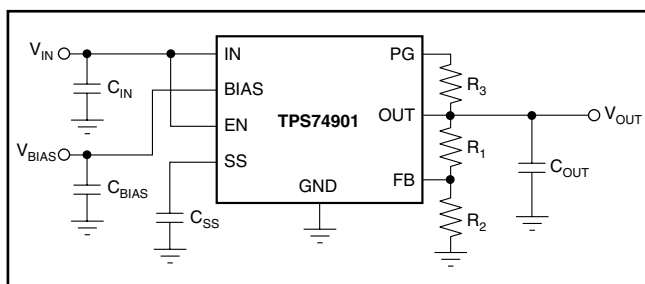 V_IN
C_IN
V_BIAS
C_BIAS
C_SS
IN
BIAS
EN
SS
TPS74901
GND
PG
OUT
FB
R_3
R_1
R_2
C_OUT
V_OUT